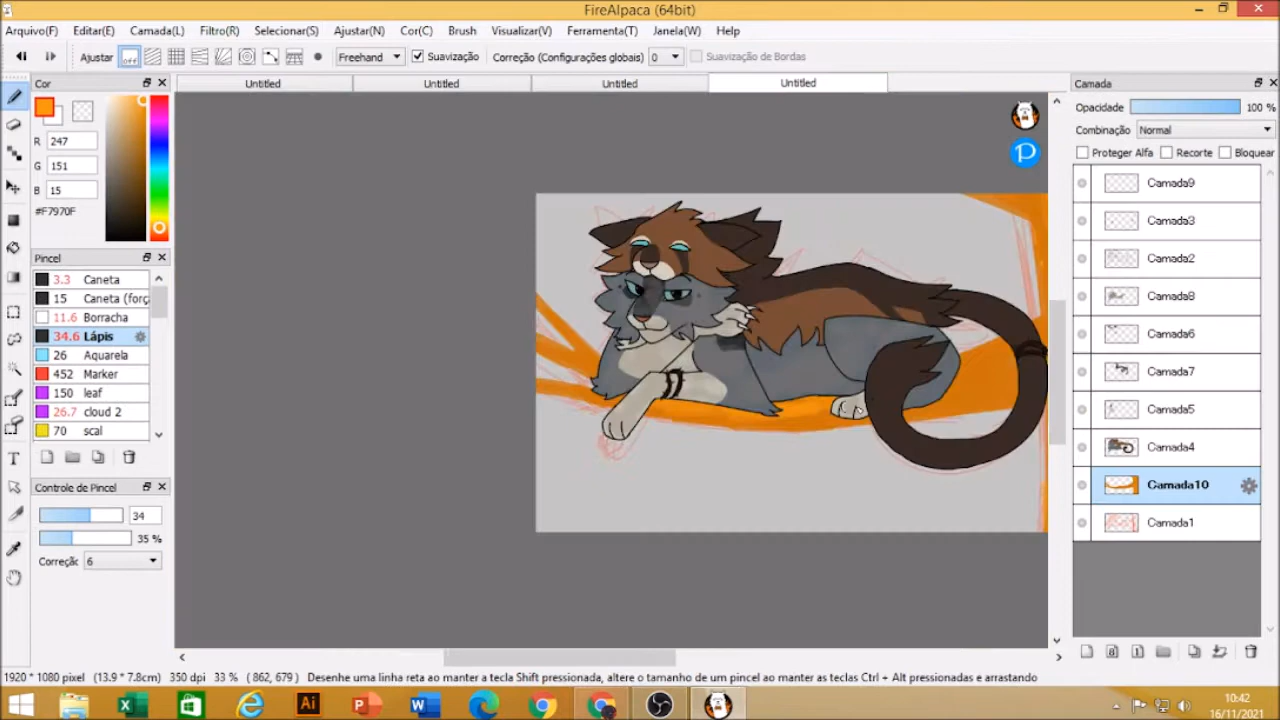 FireAlpaca (64bit)
Arquivo(F) Editar(E) Camada(L) Filtro(R) Selecionar(S) Ajustar(N) Cor(C) Brush Visualizar(V) Ferramenta(T) Janela(W) Help
Ajustar off Freehand Suavização Correção (Configurações globais) 0 Suavização de Bordas
Cor
Untitled Untitled Untitled Untitled
Camada
R 247
G 151
B 15
#F7970F
Pincel
3.3 Caneta
15 Caneta (forç
11.6 Borracha
34.6 Lápis
26 Aquarela
452 Marker
150 leaf
26.7 cloud 2
70 scal
Controle de Pincel
34
35 %
Correçãc 6
Opacidade 100 %
Combinação Normal
Proteger Alfa Recorte Bloquear
Camada9
Camada3
Camada2
Camada8
Camada6
Camada7
Camada5
Camada4
Camada10
Camada1
1920 * 1080 pixel (13.9 * 7.8cm) 350 dpi 33 % ( 862, 679 ) Desenhe uma linha reta ao manter a tecla Shift pressionada, altere o tamanho de um pincel ao manter as teclas Ctrl + Alt pressionadas e arrastando
10:42
16/11/2021